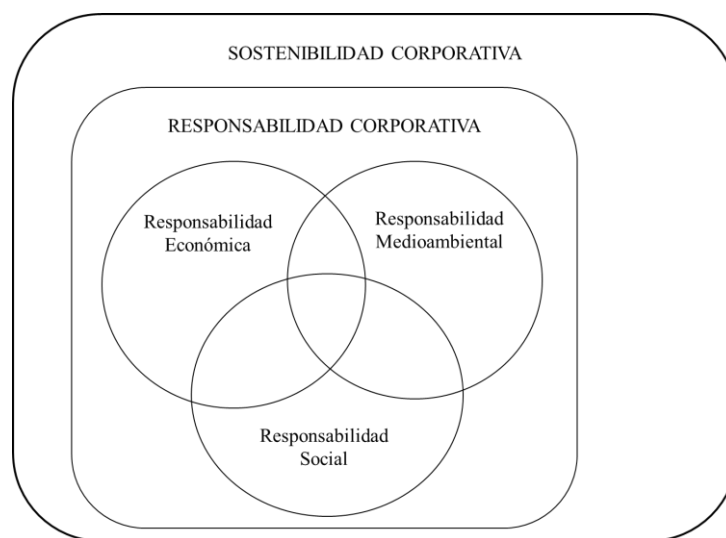 SOSTENIBILIDAD CORPORATIVA
RESPONSABILIDAD CORPORATIVA
Responsabilidad
Económica
Responsabilidad
Medioambiental
Responsabilidad
Social